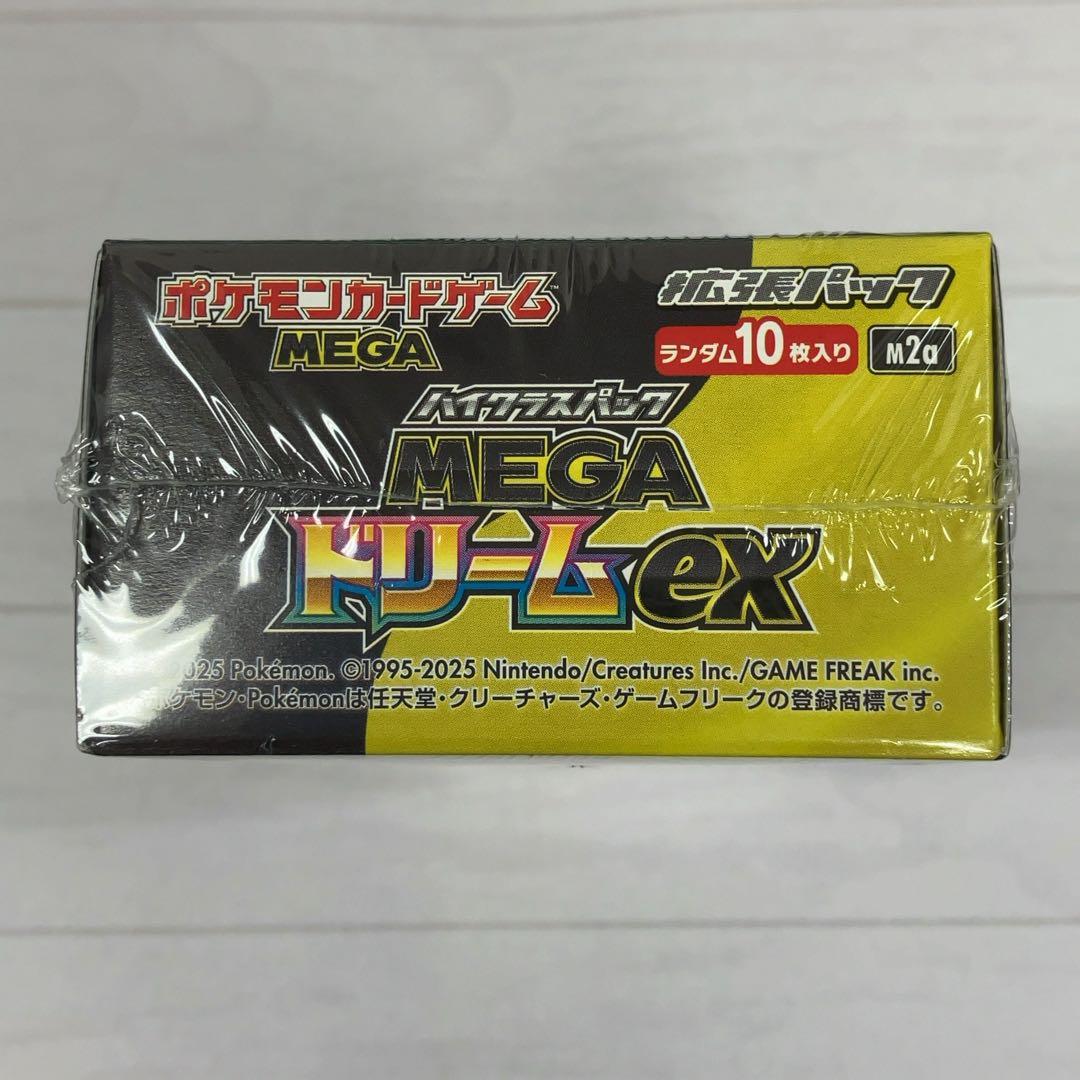 ポケモンカードゲーム™
MEGA
拡張パック
ランダム10枚入り
M2a
ハイクラスパック
MEGA
ドリームex
2025 Pokémon. ©1995-2025 Nintendo/Creatures Inc./GAME FREAK inc.
ポケモン・Pokémonは任天堂・クリーチャーズ・ゲームフリークの登録商標です。